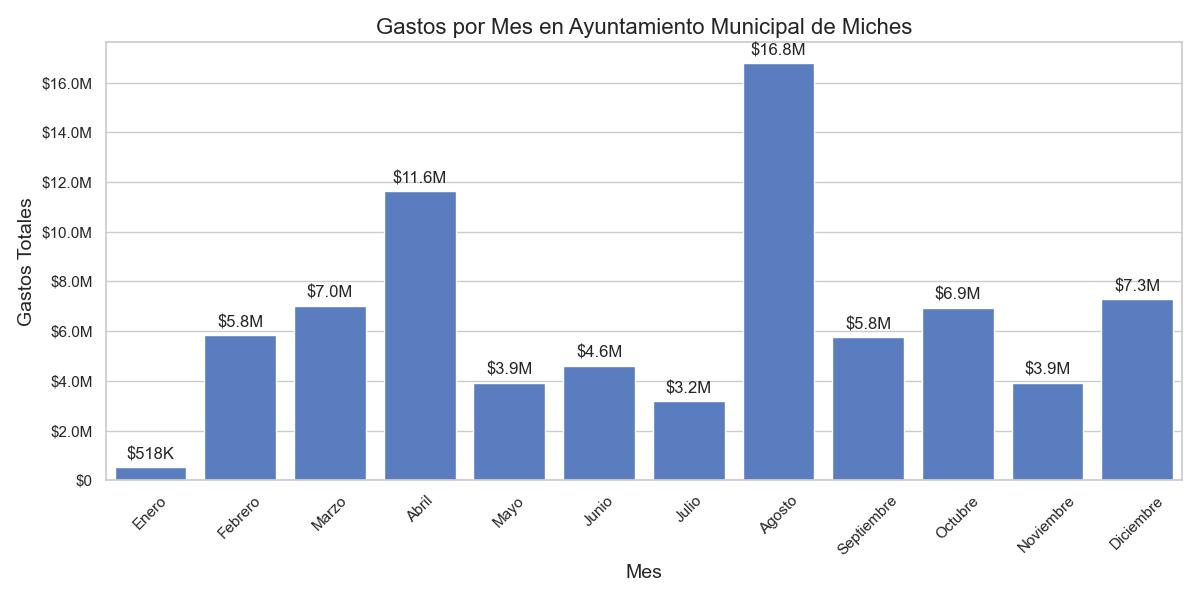 Gastos por Mes en Ayuntamiento Municipal de Miches
Gastos Totales
$16.0M
$14.0M
$12.0M
$10.0M
$8.0M
$6.0M
$4.0M
$2.0M
$0
$518K
$5.8M
$7.0M
$11.6M
$3.9M
$4.6M
$3.2M
$16.8M
$5.8M
$6.9M
$3.9M
$7.3M
Enero
Febrero
Marzo
Abril
Mayo
Junio
Julio
Agosto
Septiembre
Octubre
Noviembre
Diciembre
Mes